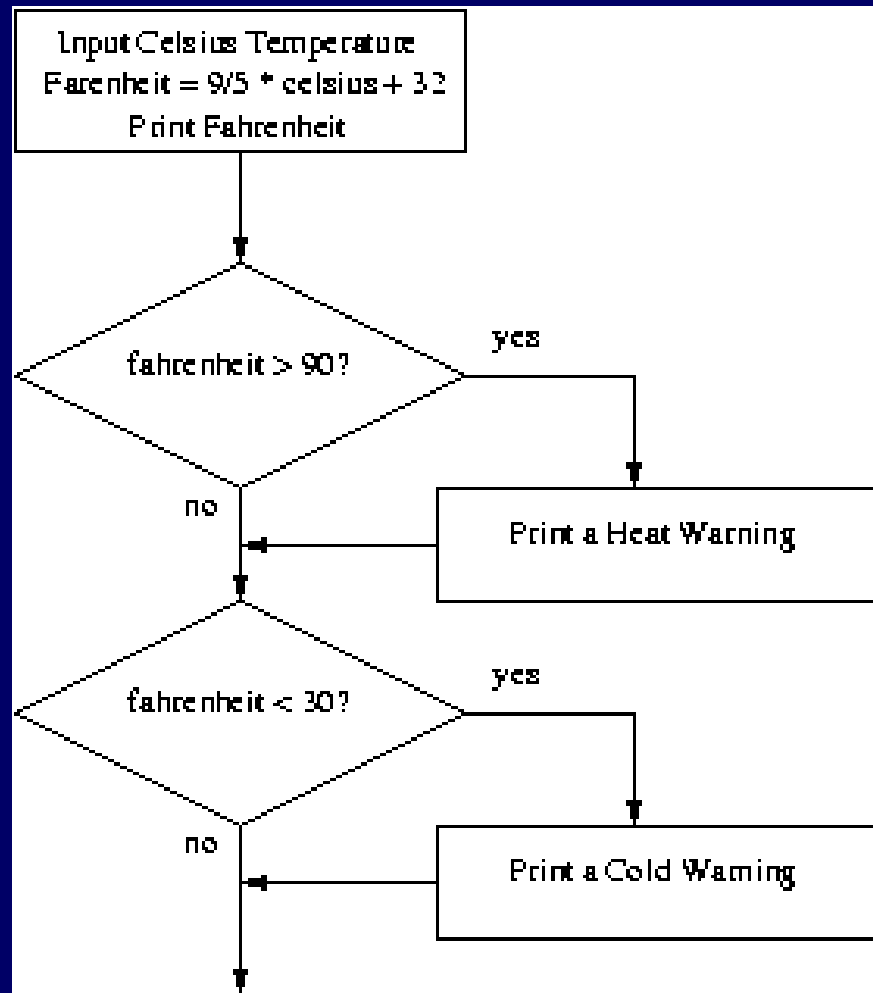 Input Celsius Temperature
Farenheit = 9/5 * celsius + 32
Print Fahrenheit
fahrenheit > 90?
yes
no
Print a Heat Warning
fahrenheit < 30?
yes
no
Print a Cold Warning